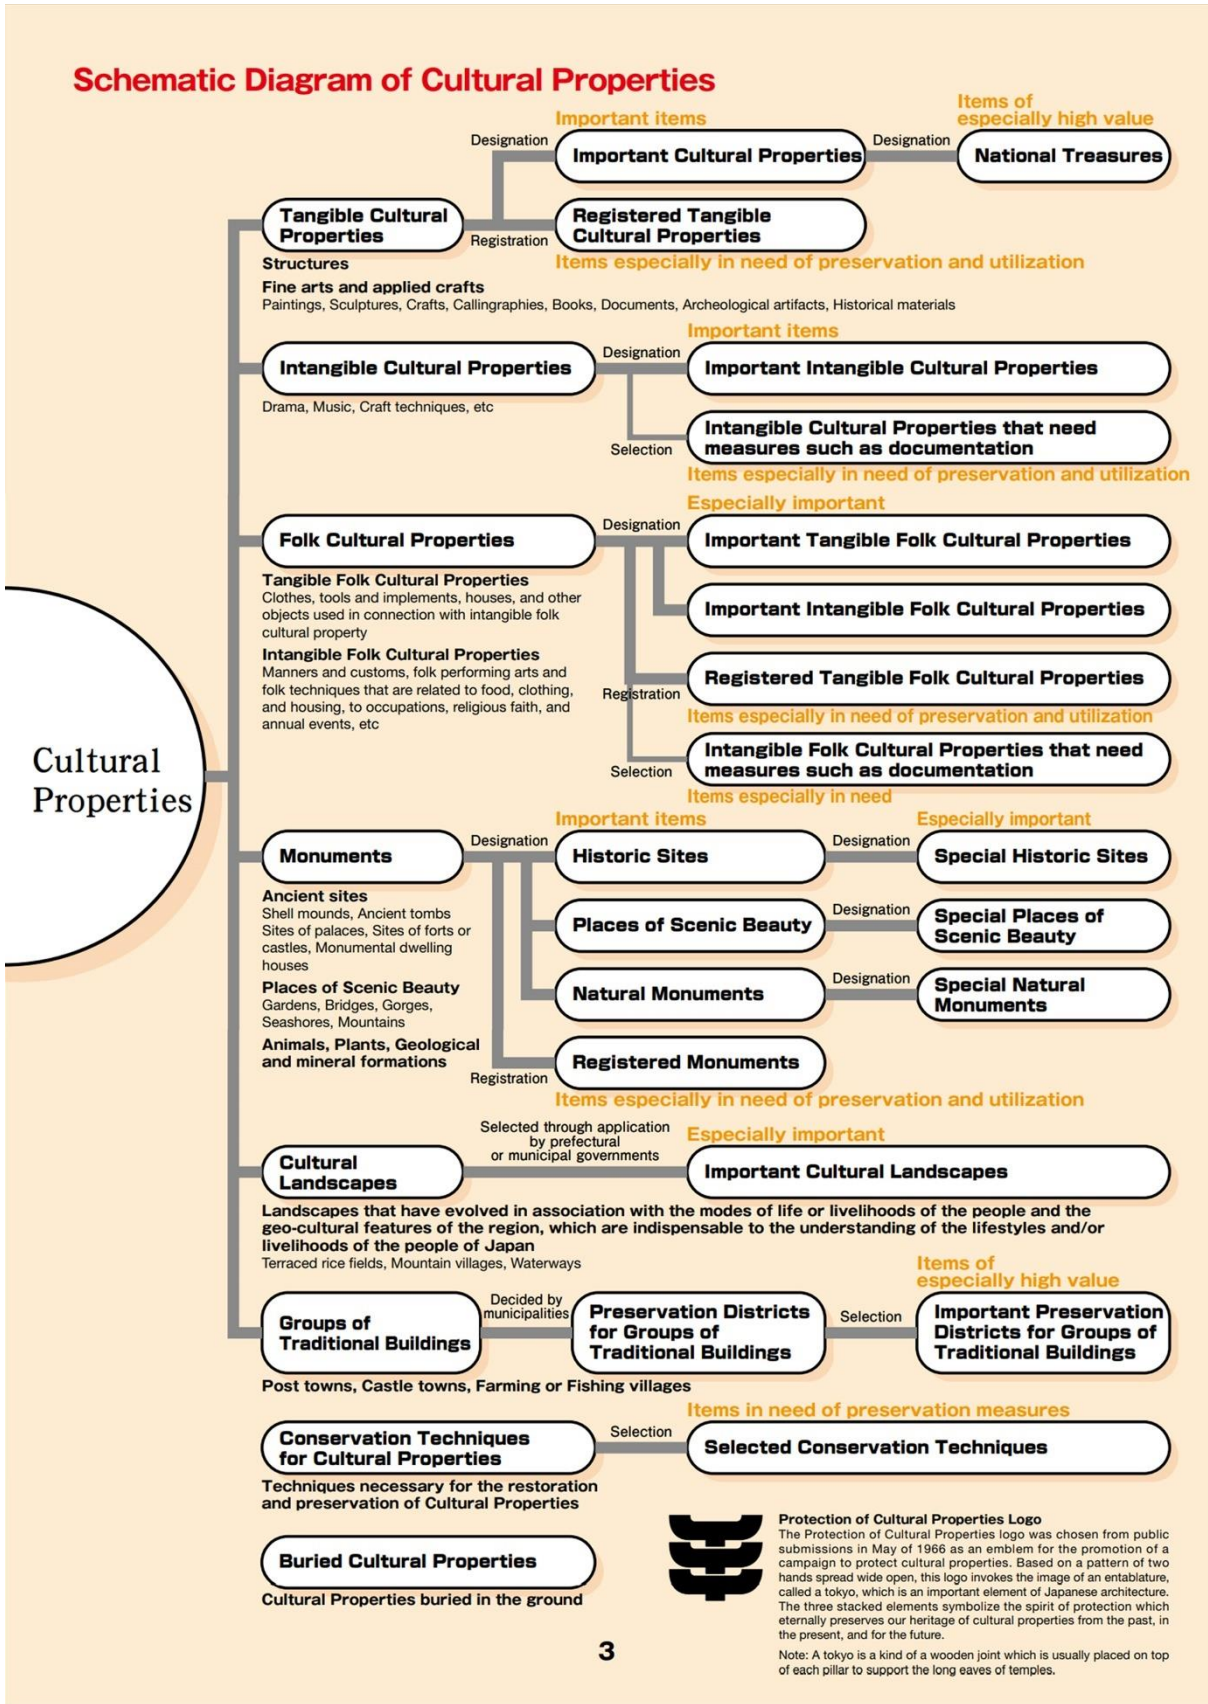 Schematic Diagram of Cultural Properties
Cultural
Properties
Important items
Items of
especially high value
Designation
Important Cultural Properties
Designation
National Treasures
Tangible Cultural
Properties
Registration
Registered Tangible
Cultural Properties
Items especially in need of preservation and utilization
Structures
Fine arts and applied crafts
Paintings, Sculptures, Crafts, Callingraphies, Books, Documents, Archeological artifacts, Historical materials
Important items
Intangible Cultural Properties
Designation
Important Intangible Cultural Properties
Drama, Music, Craft techniques, etc
Selection
Intangible Cultural Properties that need
measures such as documentation
Items especially in need of preservation and utilization
Especially important
Folk Cultural Properties
Designation
Important Tangible Folk Cultural Properties
Important Intangible Folk Cultural Properties
Tangible Folk Cultural Properties
Clothes, tools and implements, houses, and other
objects used in connection with intangible folk
cultural property
Intangible Folk Cultural Properties
Manners and customs, folk performing arts and
folk techniques that are related to food, clothing,
and housing, to occupations, religious faith, and
annual events, etc
Registration
Registered Tangible Folk Cultural Properties
Items especially in need of preservation and utilization
Selection
Intangible Folk Cultural Properties that need
measures such as documentation
Items especially in need
Important items
Especially important
Monuments
Designation
Historic Sites
Designation
Special Historic Sites
Places of Scenic Beauty
Designation
Special Places of
Scenic Beauty
Natural Monuments
Designation
Special Natural
Monuments
Ancient sites
Shell mounds, Ancient tombs
Sites of palaces, Sites of forts or
castles, Monumental dwelling
houses
Places of Scenic Beauty
Gardens, Bridges, Gorges,
Seashores, Mountains
Animals, Plants, Geological
and mineral formations
Registration
Registered Monuments
Items especially in need of preservation and utilization
Cultural
Landscapes
Selected through application
by prefectural
or municipal governments
Especially important
Important Cultural Landscapes
Landscapes that have evolved in association with the modes of life or livelihoods of the people and the
geo-cultural features of the region, which are indispensable to the understanding of the lifestyles and/or
livelihoods of the people of Japan
Terraced rice fields, Mountain villages, Waterways
Items of
especially high value
Groups of
Traditional Buildings
Decided by
municipalities
Preservation Districts
for Groups of
Traditional Buildings
Selection
Important Preservation
Districts for Groups of
Traditional Buildings
Post towns, Castle towns, Farming or Fishing villages
Items in need of preservation measures
Conservation Techniques
for Cultural Properties
Selection
Selected Conservation Techniques
Techniques necessary for the restoration
and preservation of Cultural Properties
Buried Cultural Properties
Cultural Properties buried in the ground
Protection of Cultural Properties Logo
The Protection of Cultural Properties logo was chosen from public
submissions in May of 1966 as an emblem for the promotion of a
campaign to protect cultural properties. Based on a pattern of two
hands spread wide open, this logo invokes the image of an entablature,
called a tokyo, which is an important element of Japanese architecture.
The three stacked elements symbolize the spirit of protection which
eternally preserves our heritage of cultural properties from the past, in
the present, and for the future.
Note: A tokyo is a kind of a wooden joint which is usually placed on top
of each pillar to support the long eaves of temples.
3